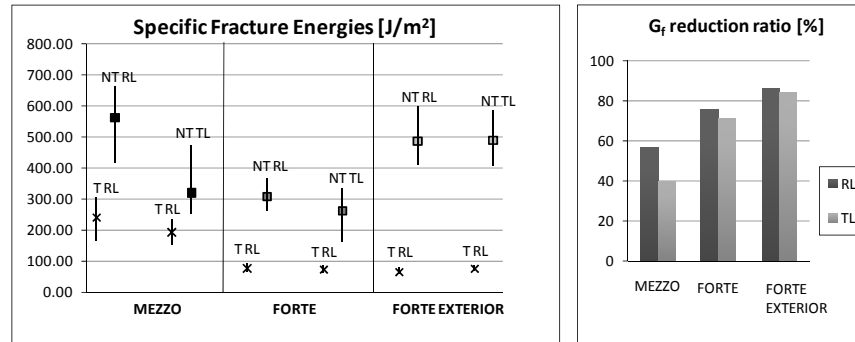 Specific Fracture Energies [J/m²]
800.00
700.00
600.00
500.00
400.00
300.00
200.00
100.00
0.00
NT RL
NT TL
T RL
T RL
NT RL
NT TL
T RL
T RL
NT RL
NT TL
T RL
T RL
MEZZO
FORTE
FORTE EXTERIOR
Gf reduction ratio [%]
100
80
60
40
20
0
MEZZO
FORTE
FORTE
EXTERIOR
RL
TL